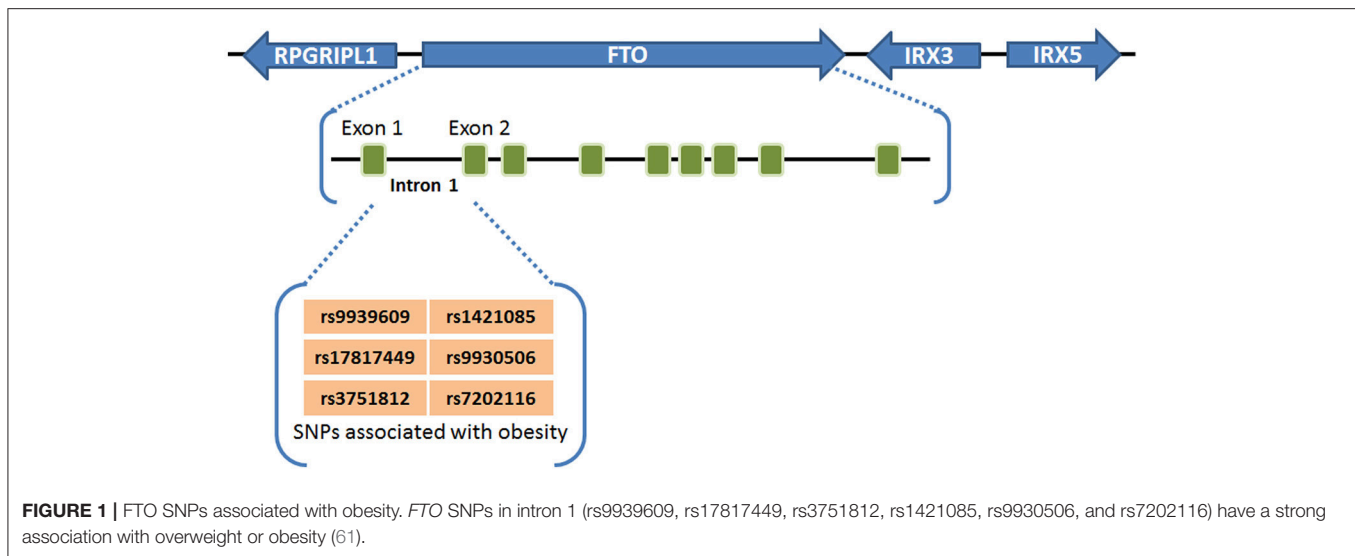 RPGRIPL1 FTO IRX3 IRX5
Exon 1 Exon 2
Intron 1
rs9939609 rs1421085
rs17817449 rs9930506
rs3751812 rs7202116
SNPs associated with obesity
FIGURE 1 | FTO SNPs associated with obesity. FTO SNPs in intron 1 (rs9939609, rs17817449, rs3751812, rs1421085, rs9930506, and rs7202116) have a strong
association with overweight or obesity (61).